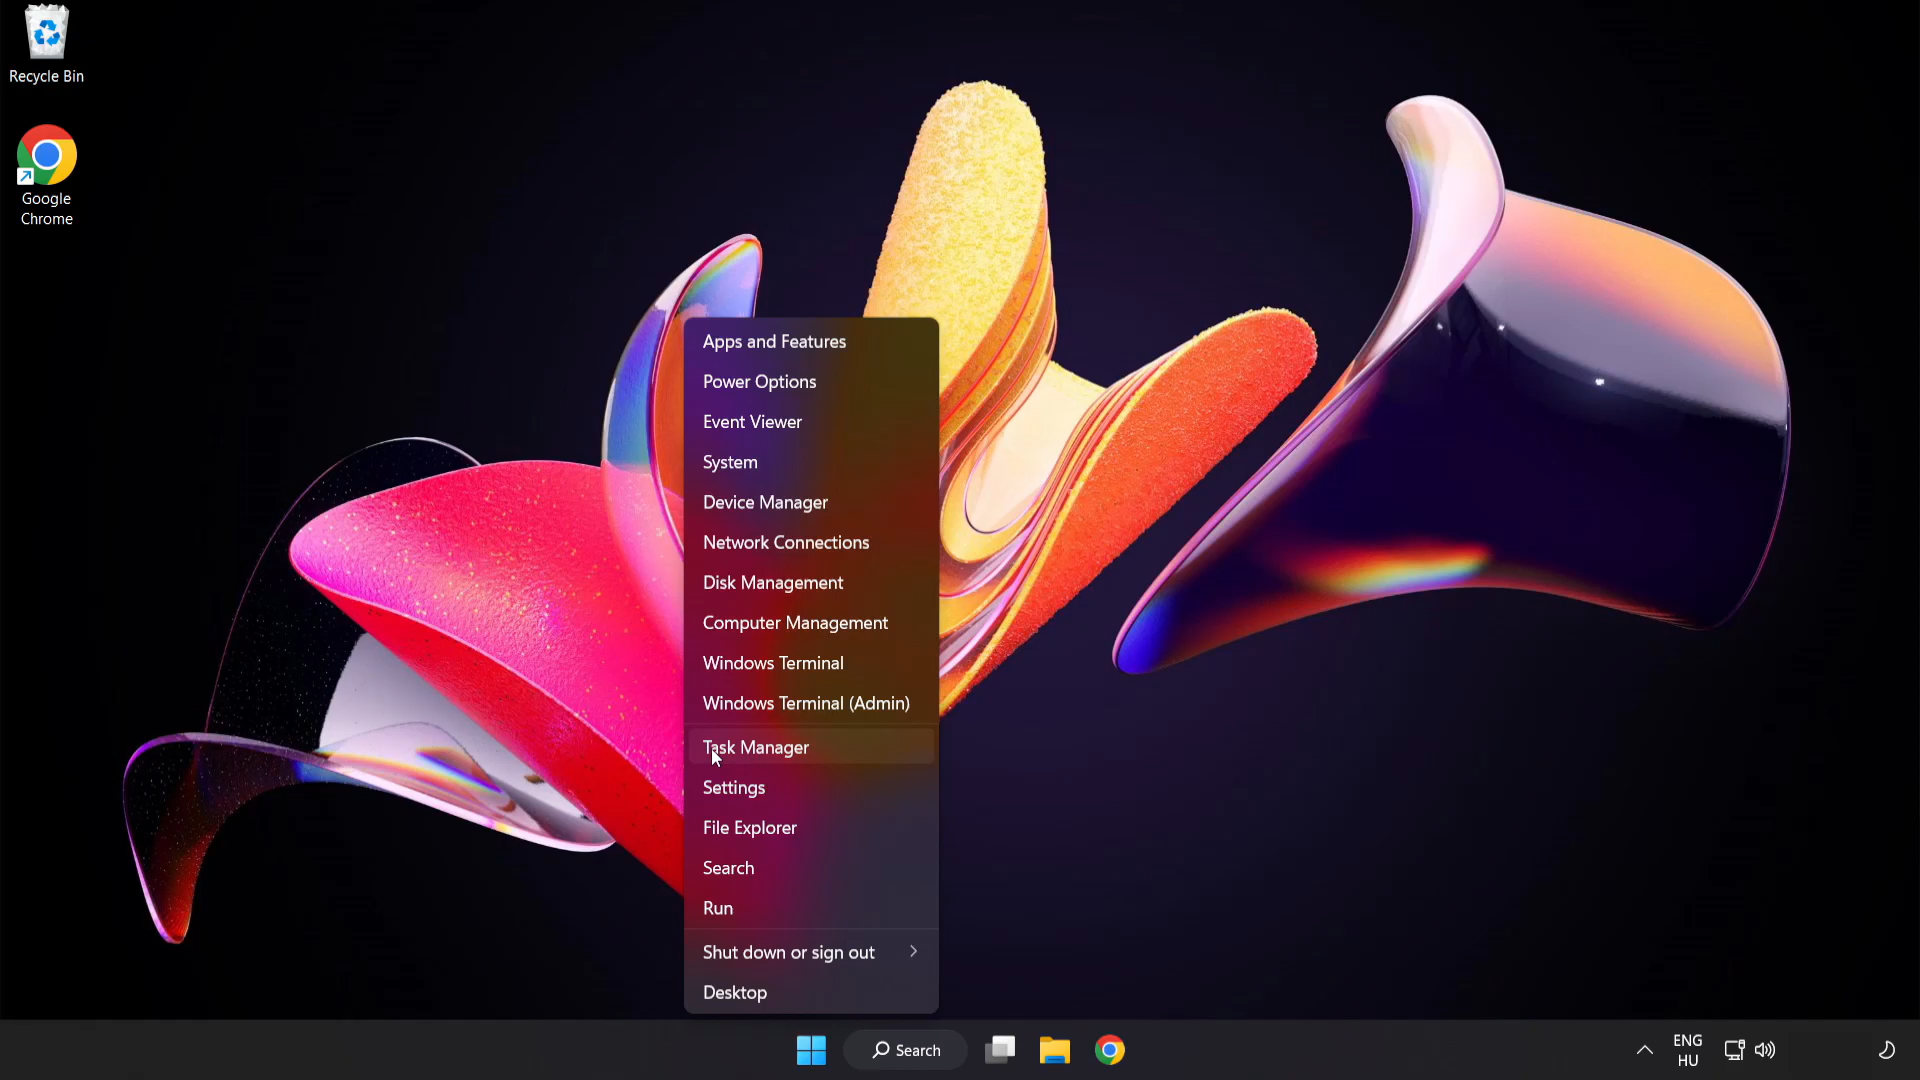 Recycle Bin
Google
Chrome
Apps and Features
Power Options
Event Viewer
System
Device Manager
Network Connections
Disk Management
Computer Management
Windows Terminal
Windows Terminal (Admin)
Task Manager
Settings
File Explorer
Search
Run
Shut down or sign out
Desktop
Search
ENG
HU